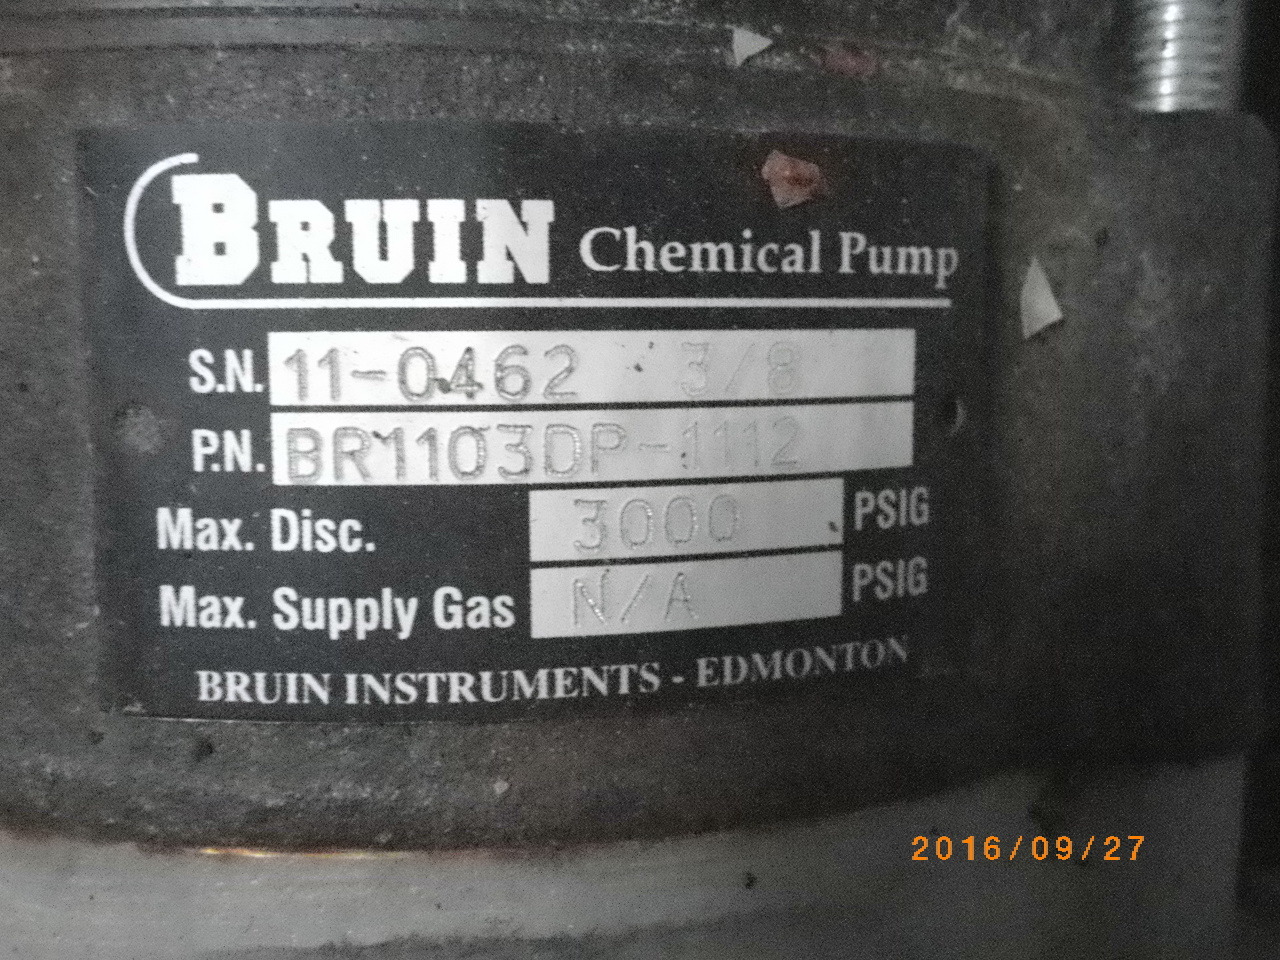 BRUIN Chemical Pump
S.N. 11-0462 3/8
P.N. BR1103DP-1112
Max. Disc. 3000 PSIG
Max. Supply Gas N/A PSIG
BRUIN INSTRUMENTS - EDMONTON
2016/09/27